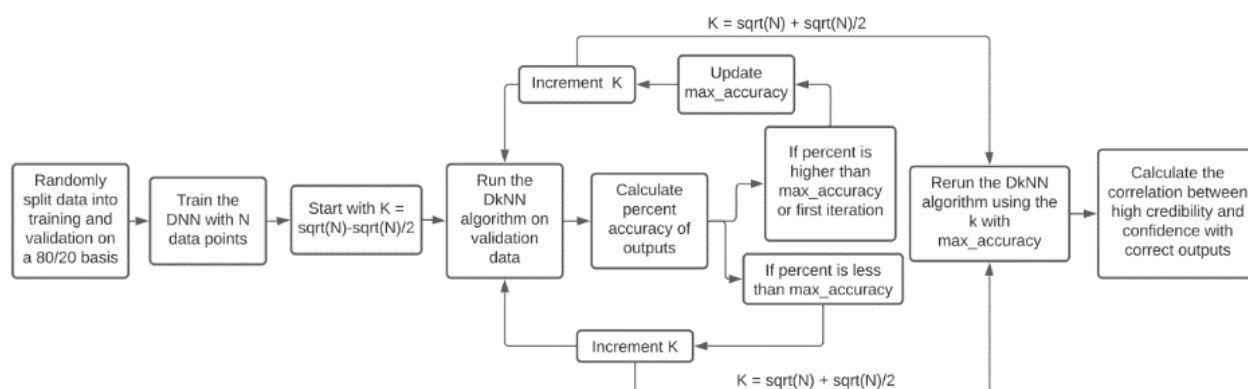 Randomly
split data into
training and
validation on
a 80/20 basis
Train the
DNN with N
data points
Start with K =
sqrt(N)-sqrt(N)/2
Run the
DkNN
algorithm on
validation
data
Calculate
percent
accuracy of
outputs
If percent is
higher than
max_accuracy
or first iteration
Update
max_accuracy
Increment K
K = sqrt(N) + sqrt(N)/2
If percent is less
than max_accuracy
Increment K
K = sqrt(N) + sqrt(N)/2
Rerun the DkNN
algorithm using the
k with
max_accuracy
Calculate the
correlation between
high credibility and
confidence with
correct outputs